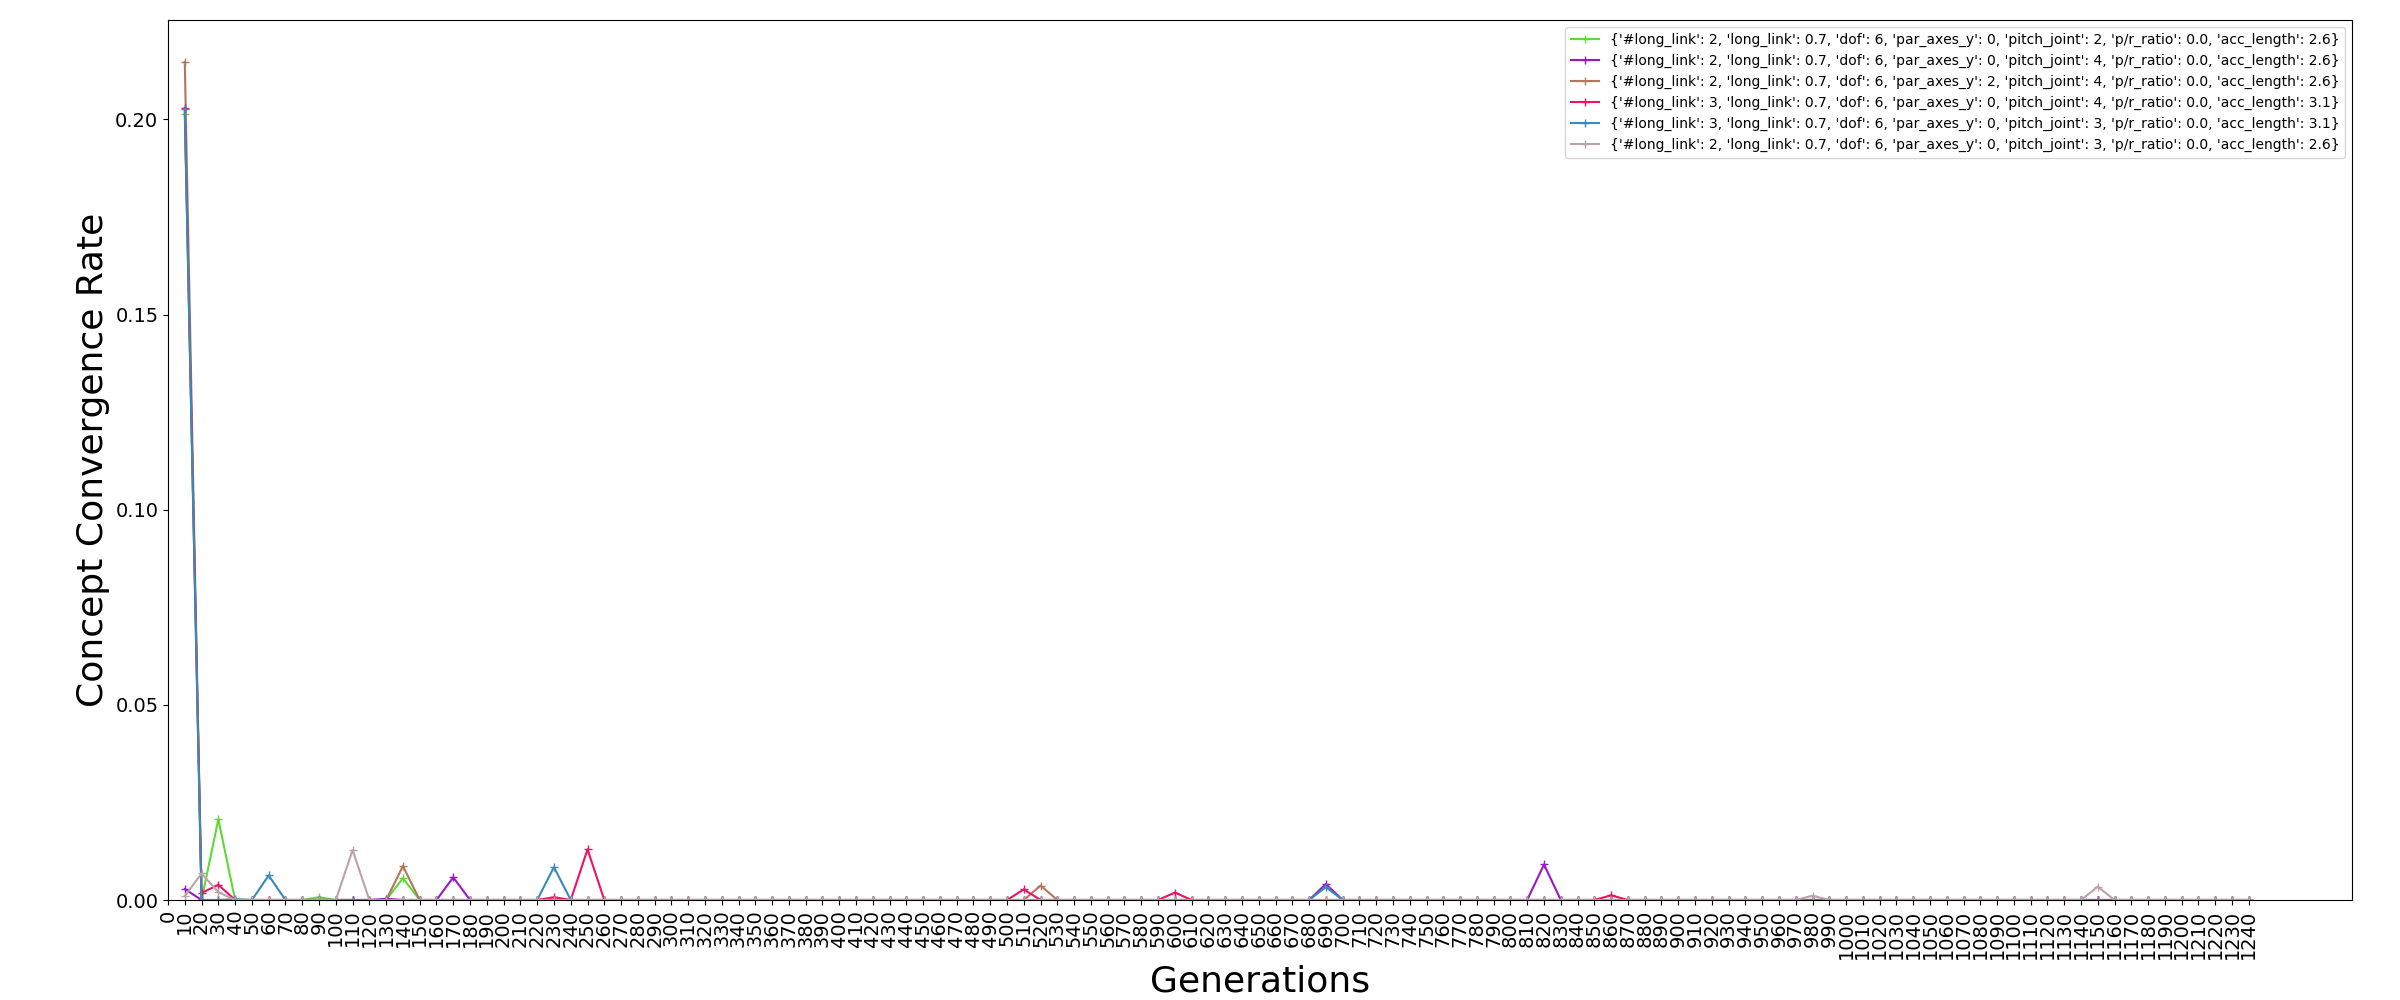 {'#long_link': 2, 'long_link': 0.7, 'dof': 6, 'par_axes_y': 0, 'pitch_joint': 2, 'p/r_ratio': 0.0, 'acc_length': 2.6}
{'#long_link': 2, 'long_link': 0.7, 'dof': 6, 'par_axes_y': 0, 'pitch_joint': 4, 'p/r_ratio': 0.0, 'acc_length': 2.6}
{'#long_link': 2, 'long_link': 0.7, 'dof': 6, 'par_axes_y': 2, 'pitch_joint': 4, 'p/r_ratio': 0.0, 'acc_length': 2.6}
{'#long_link': 3, 'long_link': 0.7, 'dof': 6, 'par_axes_y': 0, 'pitch_joint': 4, 'p/r_ratio': 0.0, 'acc_length': 3.1}
{'#long_link': 3, 'long_link': 0.7, 'dof': 6, 'par_axes_y': 0, 'pitch_joint': 3, 'p/r_ratio': 0.0, 'acc_length': 3.1}
{'#long_link': 2, 'long_link': 0.7, 'dof': 6, 'par_axes_y': 0, 'pitch_joint': 3, 'p/r_ratio': 0.0, 'acc_length': 2.6}
Concept Convergence Rate
0.20
0.15
0.10
0.05
0.00
0 10 20 30 40 50 60 70 80 90 100 110 120 130 140 150 160 170 180 190 200 210 220 230 240 250 260 270 280 290 300 310 320 330 340 350 360 370 380 390 400 410 420 430 440 450 460 470 480 490 500 510 520 530 540 550 560 570 580 590 600 610 620 630 640 650 660 670 680 690 700 710 720 730 740 750 760 770 780 790 800 810 820 830 840 850 860 870 880 890 900 910 920 930 940 950 960 970 980 990 1000 1010 1020 1030 1040 1050 1060 1070 1080 1090 1100 1110 1120 1130 1140 1150 1160 1170 1180 1190 1200 1210 1220 1230 1240
Generations